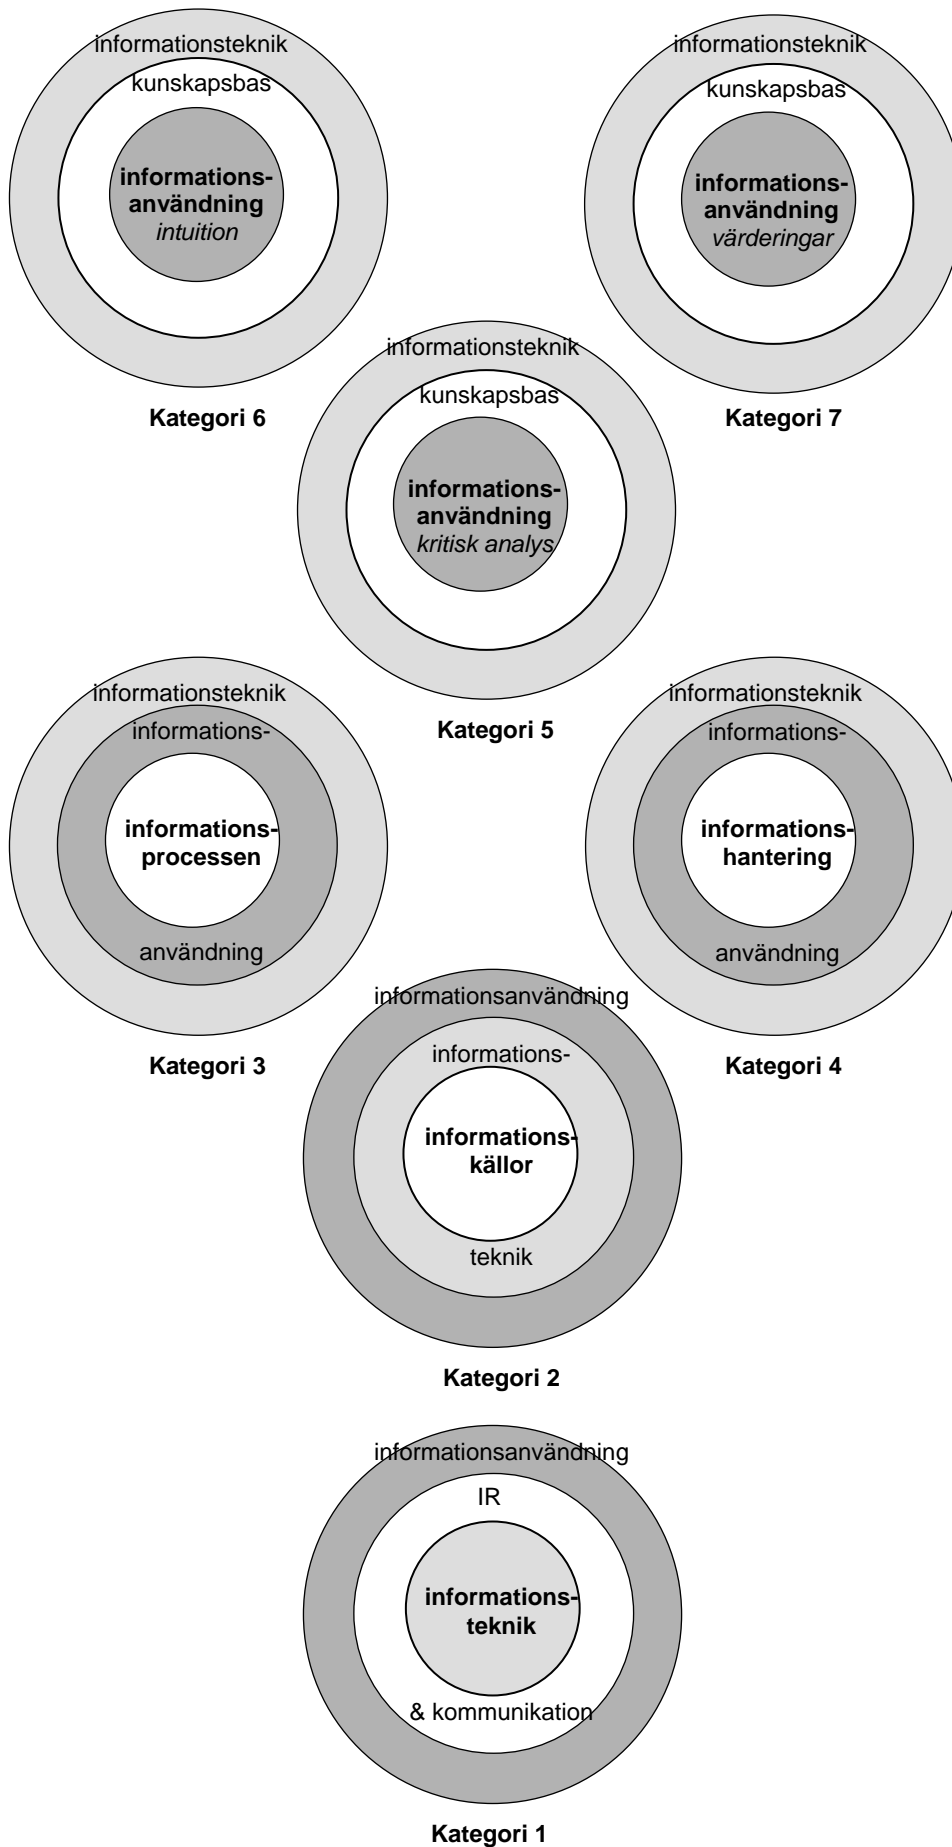 informationsteknik
kunskapsbas
informations-
användning
intuition
Kategori 6
informationsteknik
kunskapsbas
informations-
användning
värderingar
Kategori 7
informationsteknik
kunskapsbas
informations-
användning
kritisk analys
Kategori 5
informationsteknik
informations-
informations-
processen
användning
Kategori 3
informationsteknik
informations-
informations-
hantering
användning
Kategori 4
informationsanvändning
informations-
informations-
källor
teknik
Kategori 2
informationsanvändning
IR
informations-
teknik
& kommunikation
Kategori 1